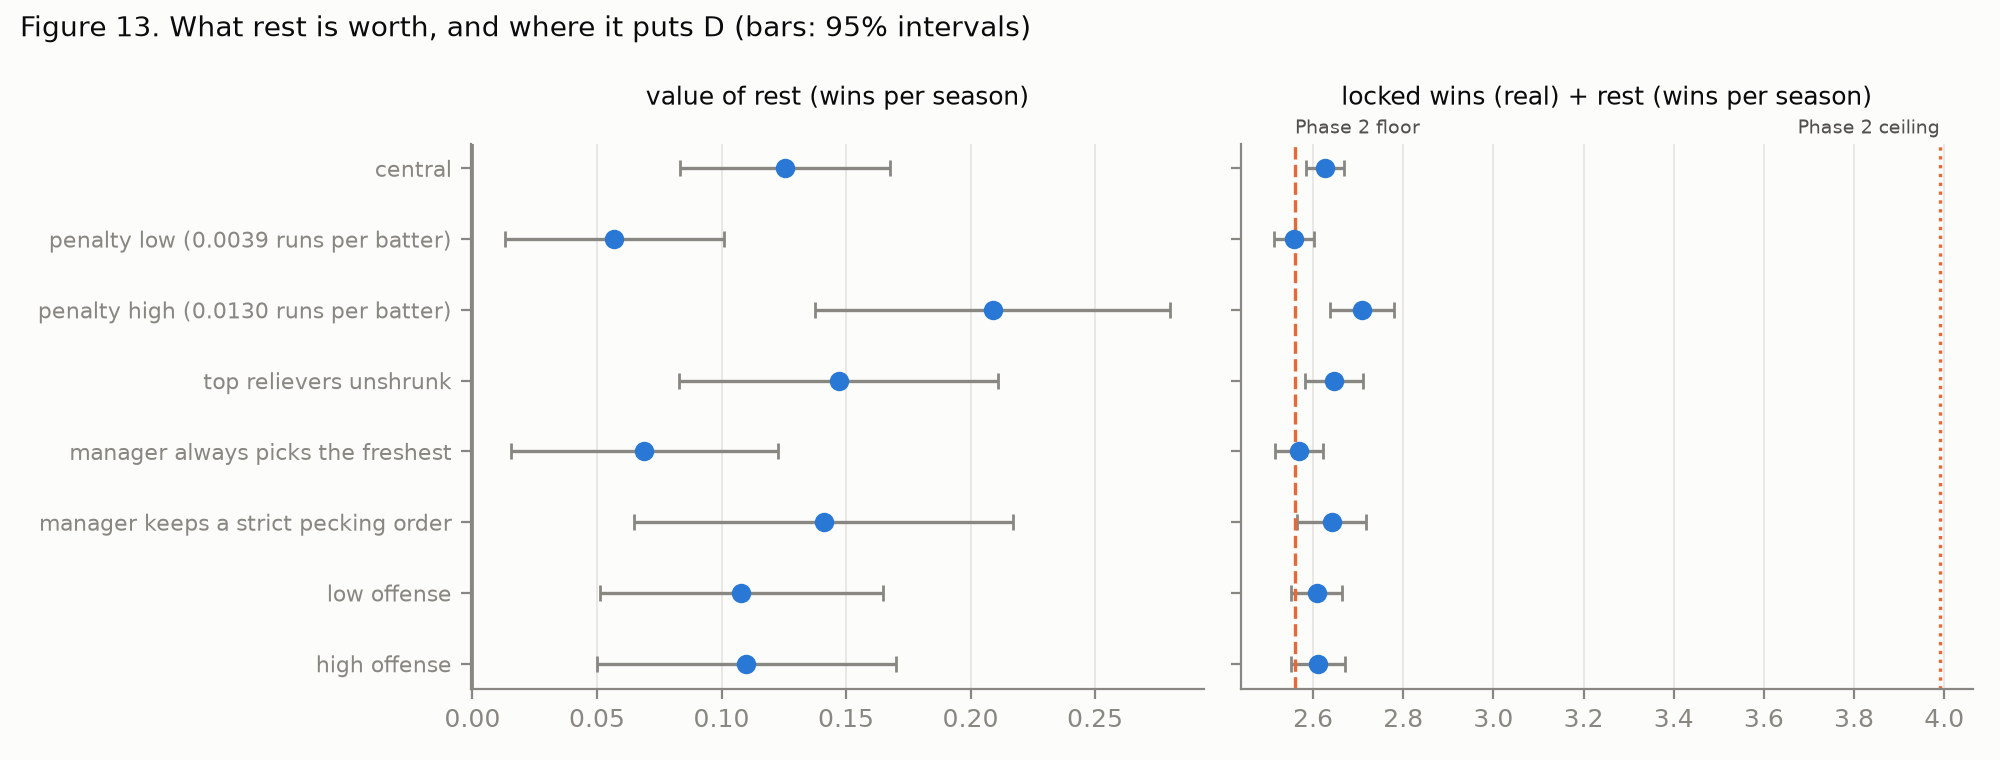 Figure 13. What rest is worth, and where it puts D (bars: 95% intervals)
value of rest (wins per season)
locked wins (real) + rest (wins per season)
Phase 2 floor
Phase 2 ceiling
central
penalty low (0.0039 runs per batter)
penalty high (0.0130 runs per batter)
top relievers unshrunk
manager always picks the freshest
manager keeps a strict pecking order
low offense
high offense
0.00 0.05 0.10 0.15 0.20 0.25
2.6 2.8 3.0 3.2 3.4 3.6 3.8 4.0